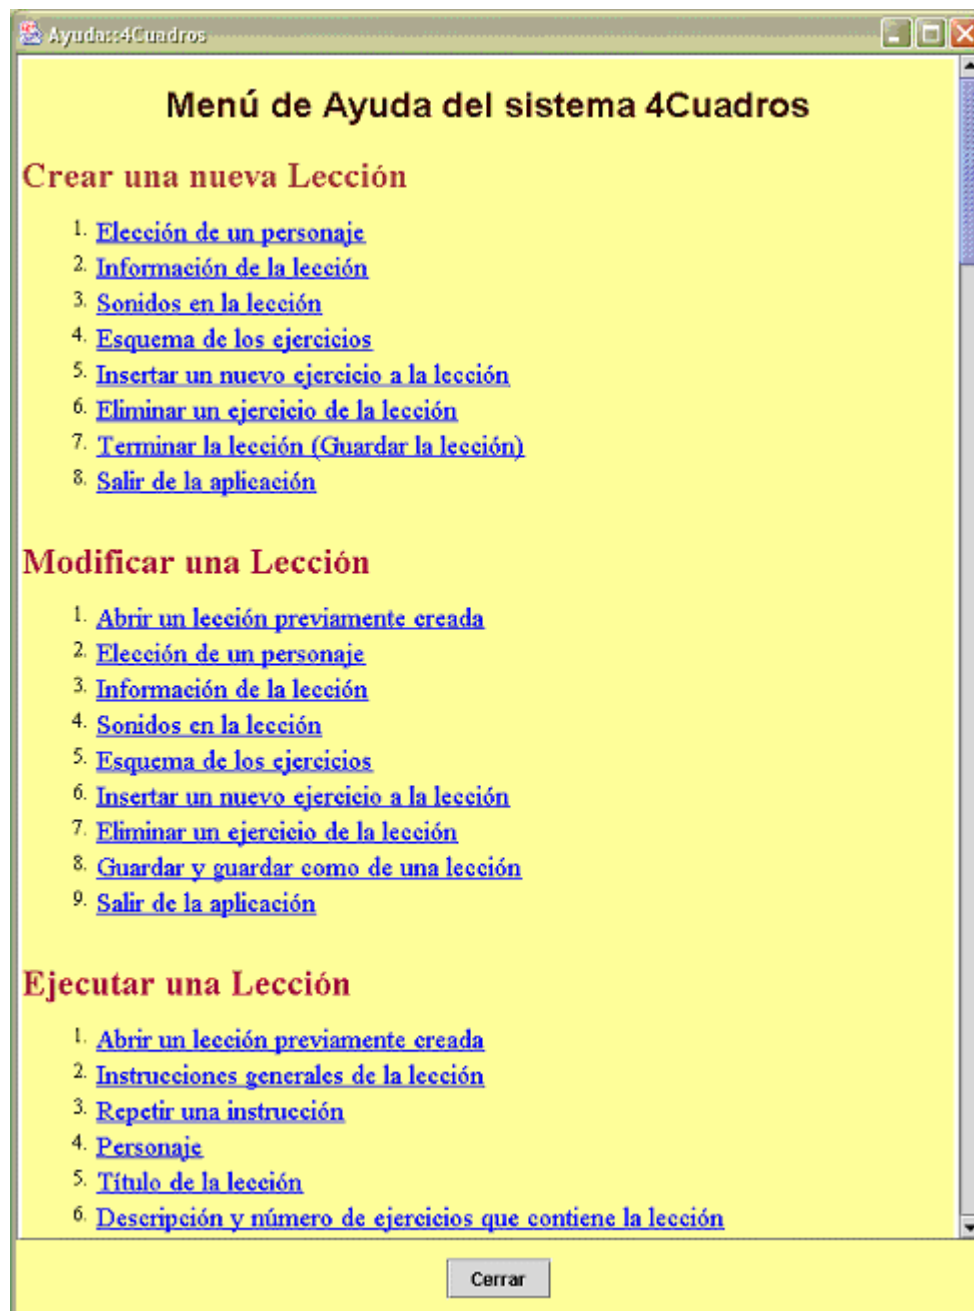 Ayuda::4Cuadros
Menú de Ayuda del sistema 4Cuadros
Crear una nueva Lección
1. Elección de un personaje
2. Información de la lección
3. Sonidos en la lección
4. Esquema de los ejercicios
5. Insertar un nuevo ejercicio a la lección
6. Eliminar un ejercicio de la lección
7. Terminar la lección (Guardar la lección)
8. Salir de la aplicación
Modificar una Lección
1. Abrir un lección previamente creada
2. Elección de un personaje
3. Información de la lección
4. Sonidos en la lección
5. Esquema de los ejercicios
6. Insertar un nuevo ejercicio a la lección
7. Eliminar un ejercicio de la lección
8. Guardar y guardar como de una lección
9. Salir de la aplicación
Ejecutar una Lección
1. Abrir un lección previamente creada
2. Instrucciones generales de la lección
3. Repetir una instrucción
4. Personaje
5. Título de la lección
6. Descripción y número de ejercicios que contiene la lección
Cerrar